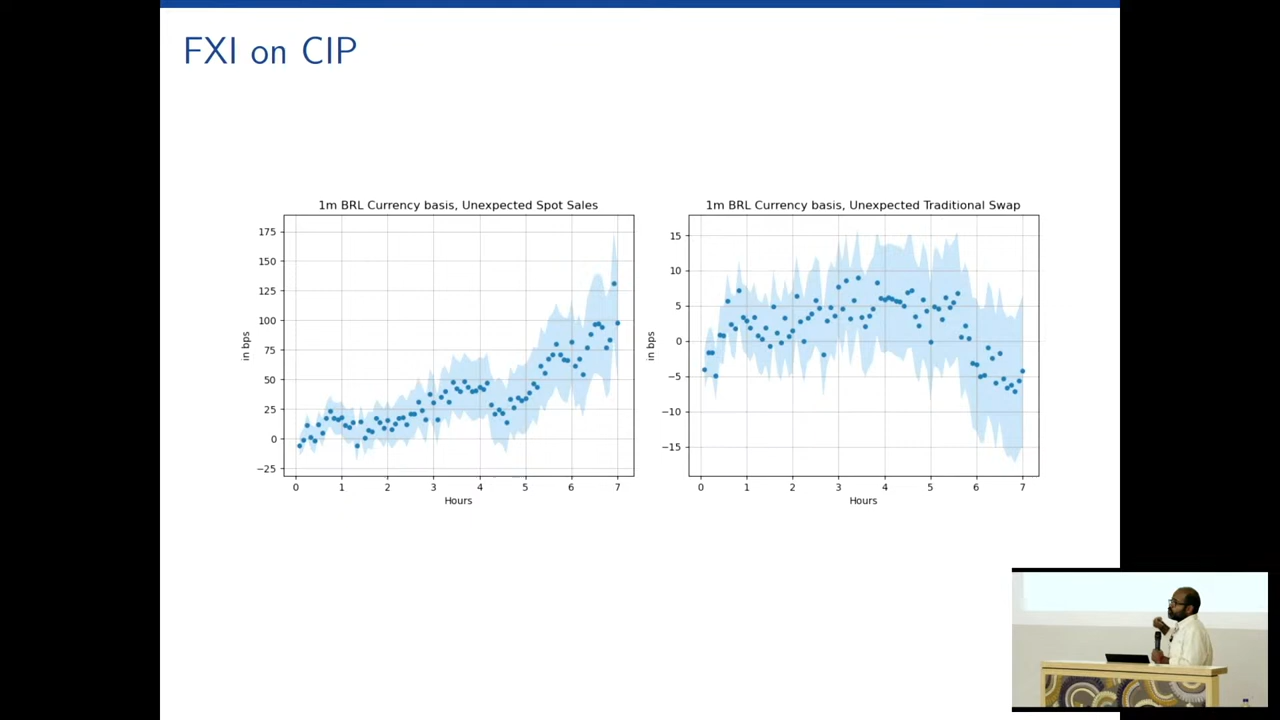 FXI on CIP
1m BRL Currency basis, Unexpected Spot Sales
175
150
125
100
75
50
25
0
−25
in bps
0 1 2 3 4 5 6 7
Hours
1m BRL Currency basis, Unexpected Traditional Swap
15
10
5
0
−5
−10
−15
in bps
0 1 2 3 4 5 6 7
Hours